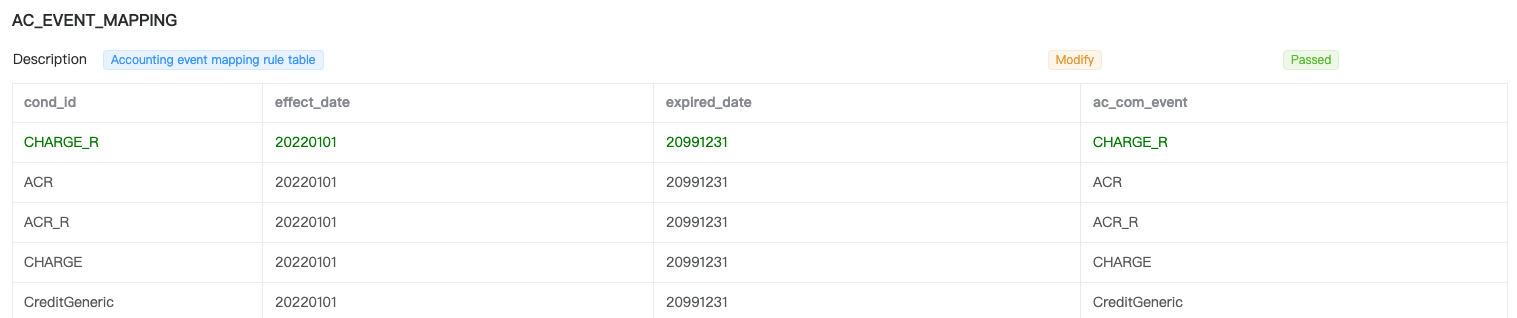 AC_EVENT_MAPPING
Description Accounting event mapping rule table Modify Passed
cond_id effect_date expired_date ac_com_event
CHARGE_R 20220101 20991231 CHARGE_R
ACR 20220101 20991231 ACR
ACR_R 20220101 20991231 ACR_R
CHARGE 20220101 20991231 CHARGE
CreditGeneric 20220101 20991231 CreditGeneric